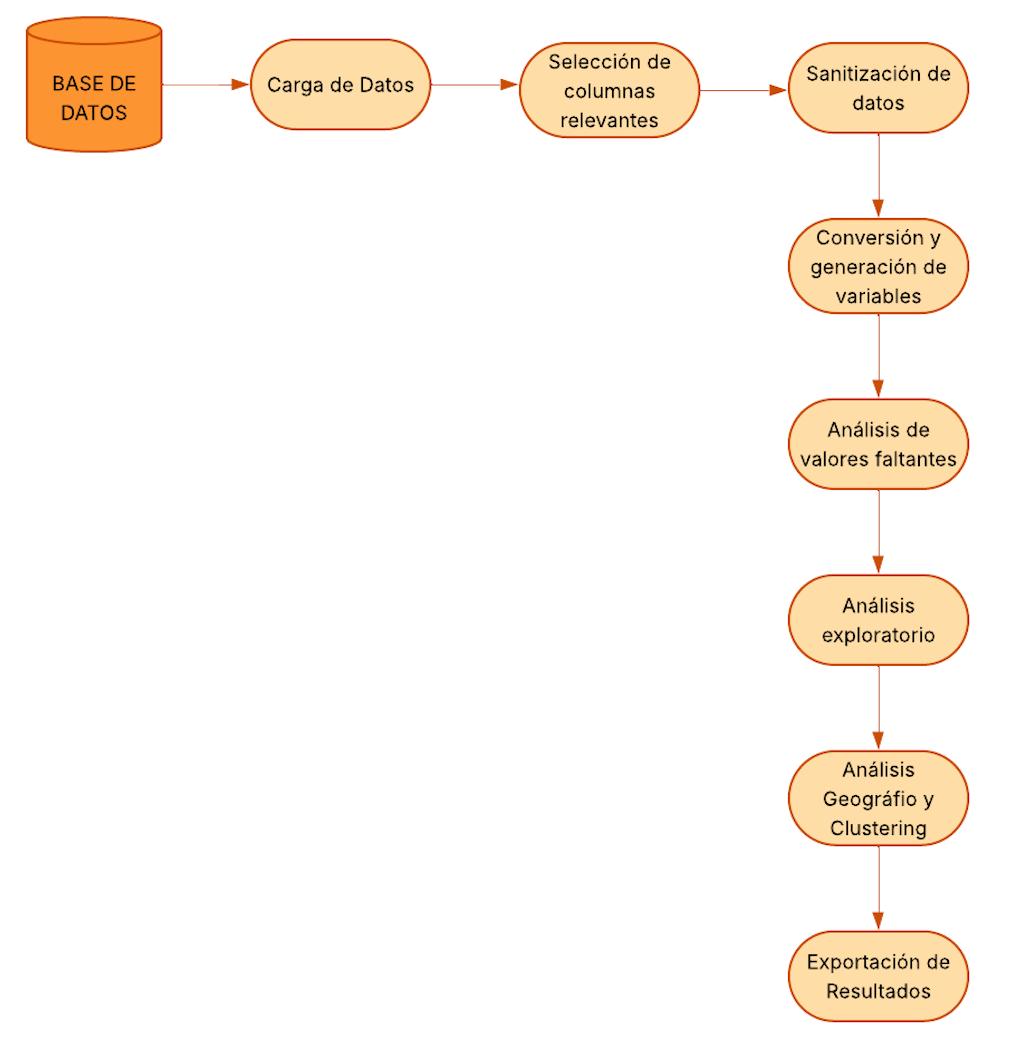 BASE DE
DATOS
Carga de Datos
Selección de
columnas
relevantes
Sanitización de
datos
Conversión y
generación de
variables
Análisis de
valores faltantes
Análisis
exploratorio
Análisis
Geográfio y
Clustering
Exportación de
Resultados